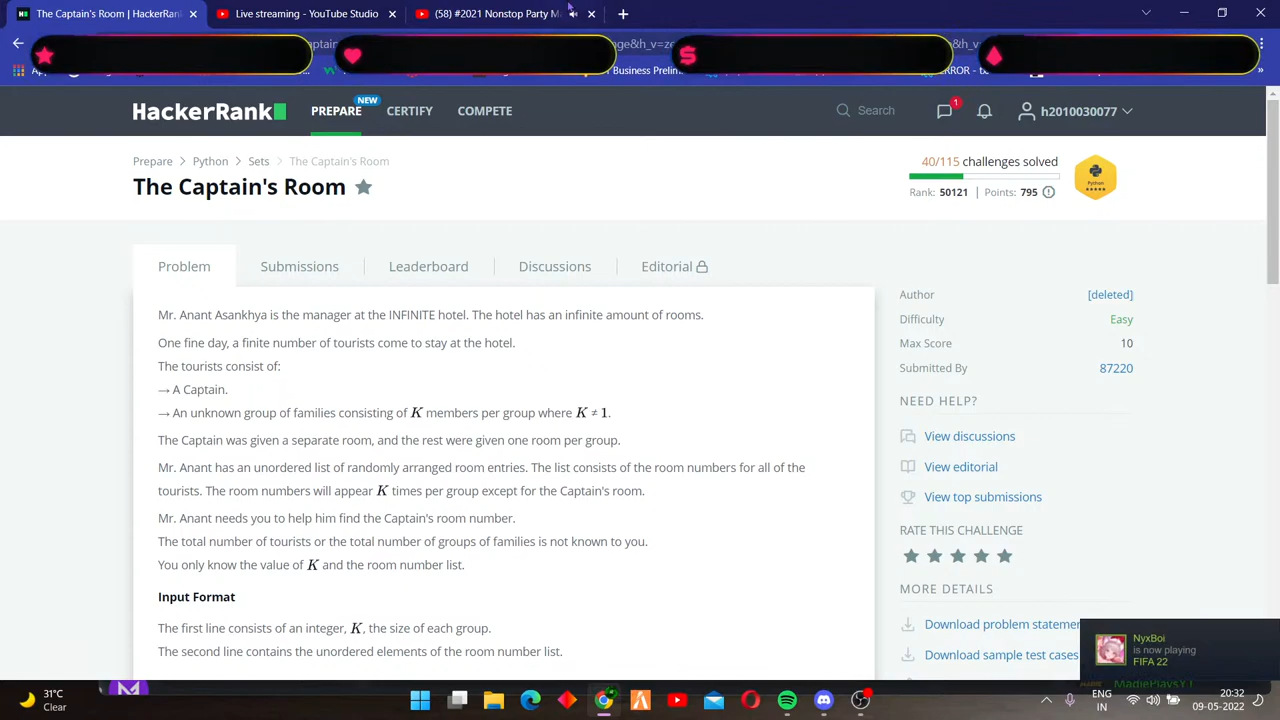 The Captain's Room | HackerRank
Live streaming - YouTube Studio
(58) #2021 Nonstop Party M
HackerRank
PREPARE
NEW
CERTIFY
COMPETE
Search
1
h2010030077
Prepare > Python > Sets > The Captain's Room
The Captain's Room
40/115 challenges solved
Rank: 50121 | Points: 795
Python
Problem
Submissions
Leaderboard
Discussions
Editorial
Mr. Anant Asankhya is the manager at the INFINITE hotel. The hotel has an infinite amount of rooms.
One fine day, a finite number of tourists come to stay at the hotel.
The tourists consist of:
→ A Captain.
→ An unknown group of families consisting of K members per group where K ≠ 1.
The Captain was given a separate room, and the rest were given one room per group.
Mr. Anant has an unordered list of randomly arranged room entries. The list consists of the room numbers for all of the
tourists. The room numbers will appear K times per group except for the Captain's room.
Mr. Anant needs you to help him find the Captain's room number.
The total number of tourists or the total number of groups of families is not known to you.
You only know the value of K and the room number list.
Input Format
The first line consists of an integer, K, the size of each group.
The second line contains the unordered elements of the room number list.
Author [deleted]
Difficulty Easy
Max Score 10
Submitted By 87220
NEED HELP?
View discussions
View editorial
View top submissions
RATE THIS CHALLENGE
MORE DETAILS
Download problem statemen
Download sample test cases
NyxBoi
is now playing
FIFA 22
31°C
Clear
ENG
IN
20:32
09-05-2022